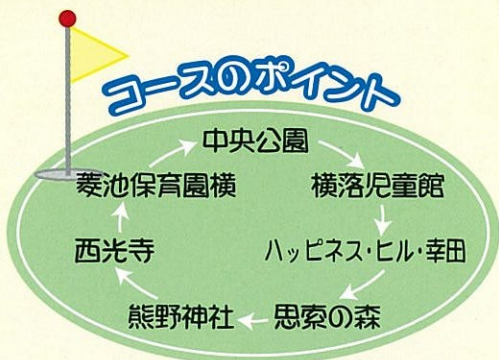 コースのポイント
中央公園
横落児童館
ハッピネス・ヒル・幸田
思索の森
熊野神社
西光寺
菱池保育園横